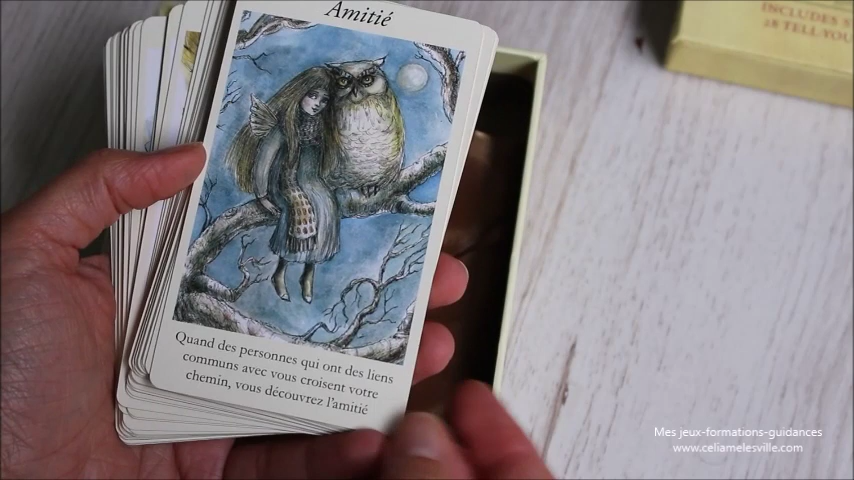 Amitié
INCLUDES
Quand des personnes qui ont des liens
communs avec vous croisent votre
chemin, vous découvrez l'amitié
Mes jeux-formations-guidances
www.celiamelesville.com